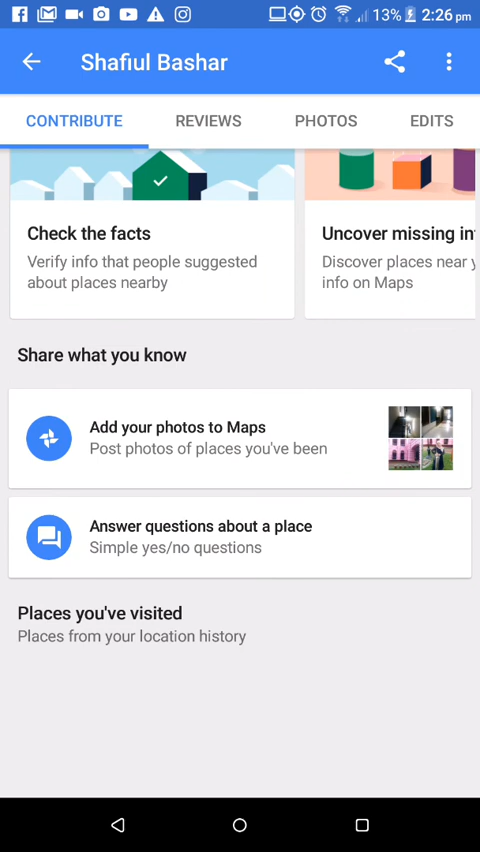 13% 2:26 pm
Shafiul Bashar
CONTRIBUTE REVIEWS PHOTOS EDITS
Check the facts
Verify info that people suggested
about places nearby
Uncover missing in
Discover places near y
info on Maps
Share what you know
Add your photos to Maps
Post photos of places you've been
Answer questions about a place
Simple yes/no questions
Places you've visited
Places from your location history